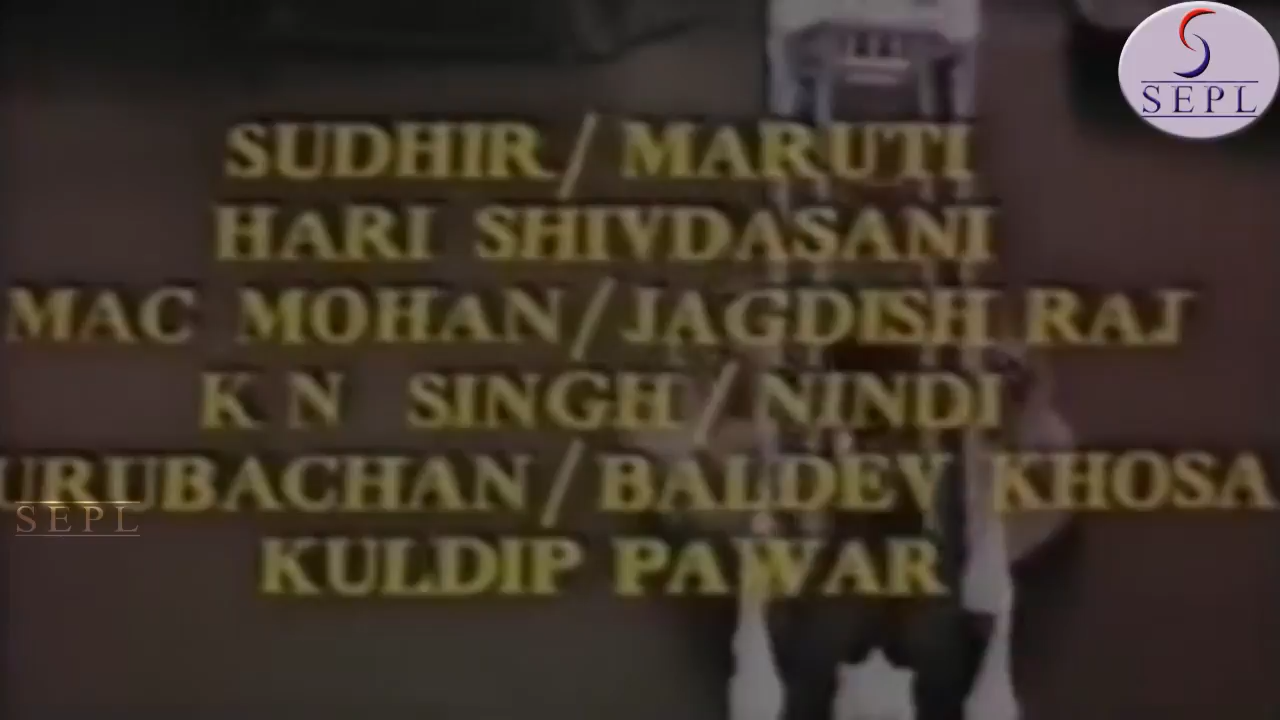 SEPL
SUDHIR / MARUTI
HARI SHIVDASANI
MAC MOHAN / JAGDISH RAJ
K N SINGH / NINDI
URUBACHAN / BALDEV KHOSA
SEPL
KULDIP PAWAR